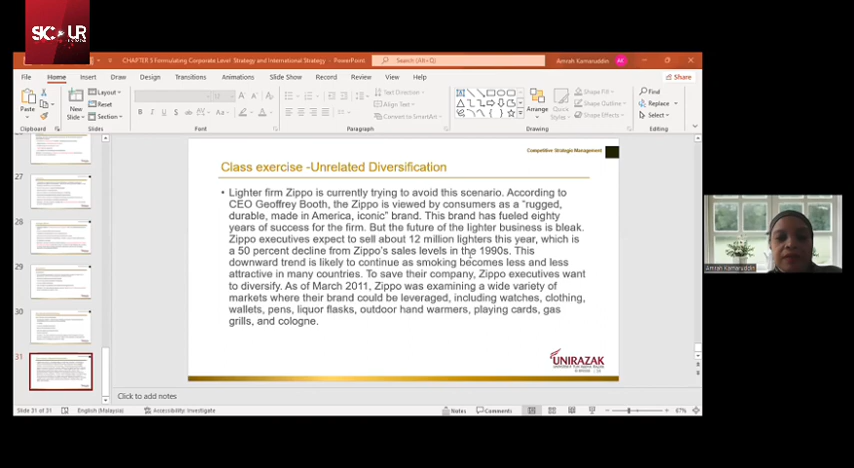 SIC UR
CHAPTER 5 Formulating Corporate Level Strategy and International Strategy - PowerPoint
Search (Alt+Q)
Amrah Kamaruddin
AK
File Home Insert Draw Design Transitions Animations Slide Show Record Review View Help
Share
Paste
New Slide
Layout
Reset
Section
Text Direction
Align Text
Convert to SmartArt
Arrange
Quick Styles
Shape Fill
Shape Outline
Shape Effects
Find
Replace
Select
Clipboard Slides Font Paragraph Drawing Editing
27
28
29
30
31
Competitive Strategic Management
Class exercise -Unrelated Diversification
• Lighter firm Zippo is currently trying to avoid this scenario. According to
CEO Geoffrey Booth, the Zippo is viewed by consumers as a “rugged,
durable, made in America, iconic” brand. This brand has fueled eighty
years of success for the firm. But the future of the lighter business is bleak.
Zippo executives expect to sell about 12 million lighters this year, which is
a 50 percent decline from Zippo's sales levels in the 1990s. This
downward trend is likely to continue as smoking becomes less and less
attractive in many countries. To save their company, Zippo executives want
to diversify. As of March 2011, Zippo was examining a wide variety of
markets where their brand could be leveraged, including watches, clothing,
wallets, pens, liquor flasks, outdoor hand warmers, playing cards, gas
grills, and cologne.
UNIRAZAK
Amrah Kamaruddin
Click to add notes
Slide 31 of 31
English (Malaysia)
Accessibility: Investigate
Notes
Comments
67%